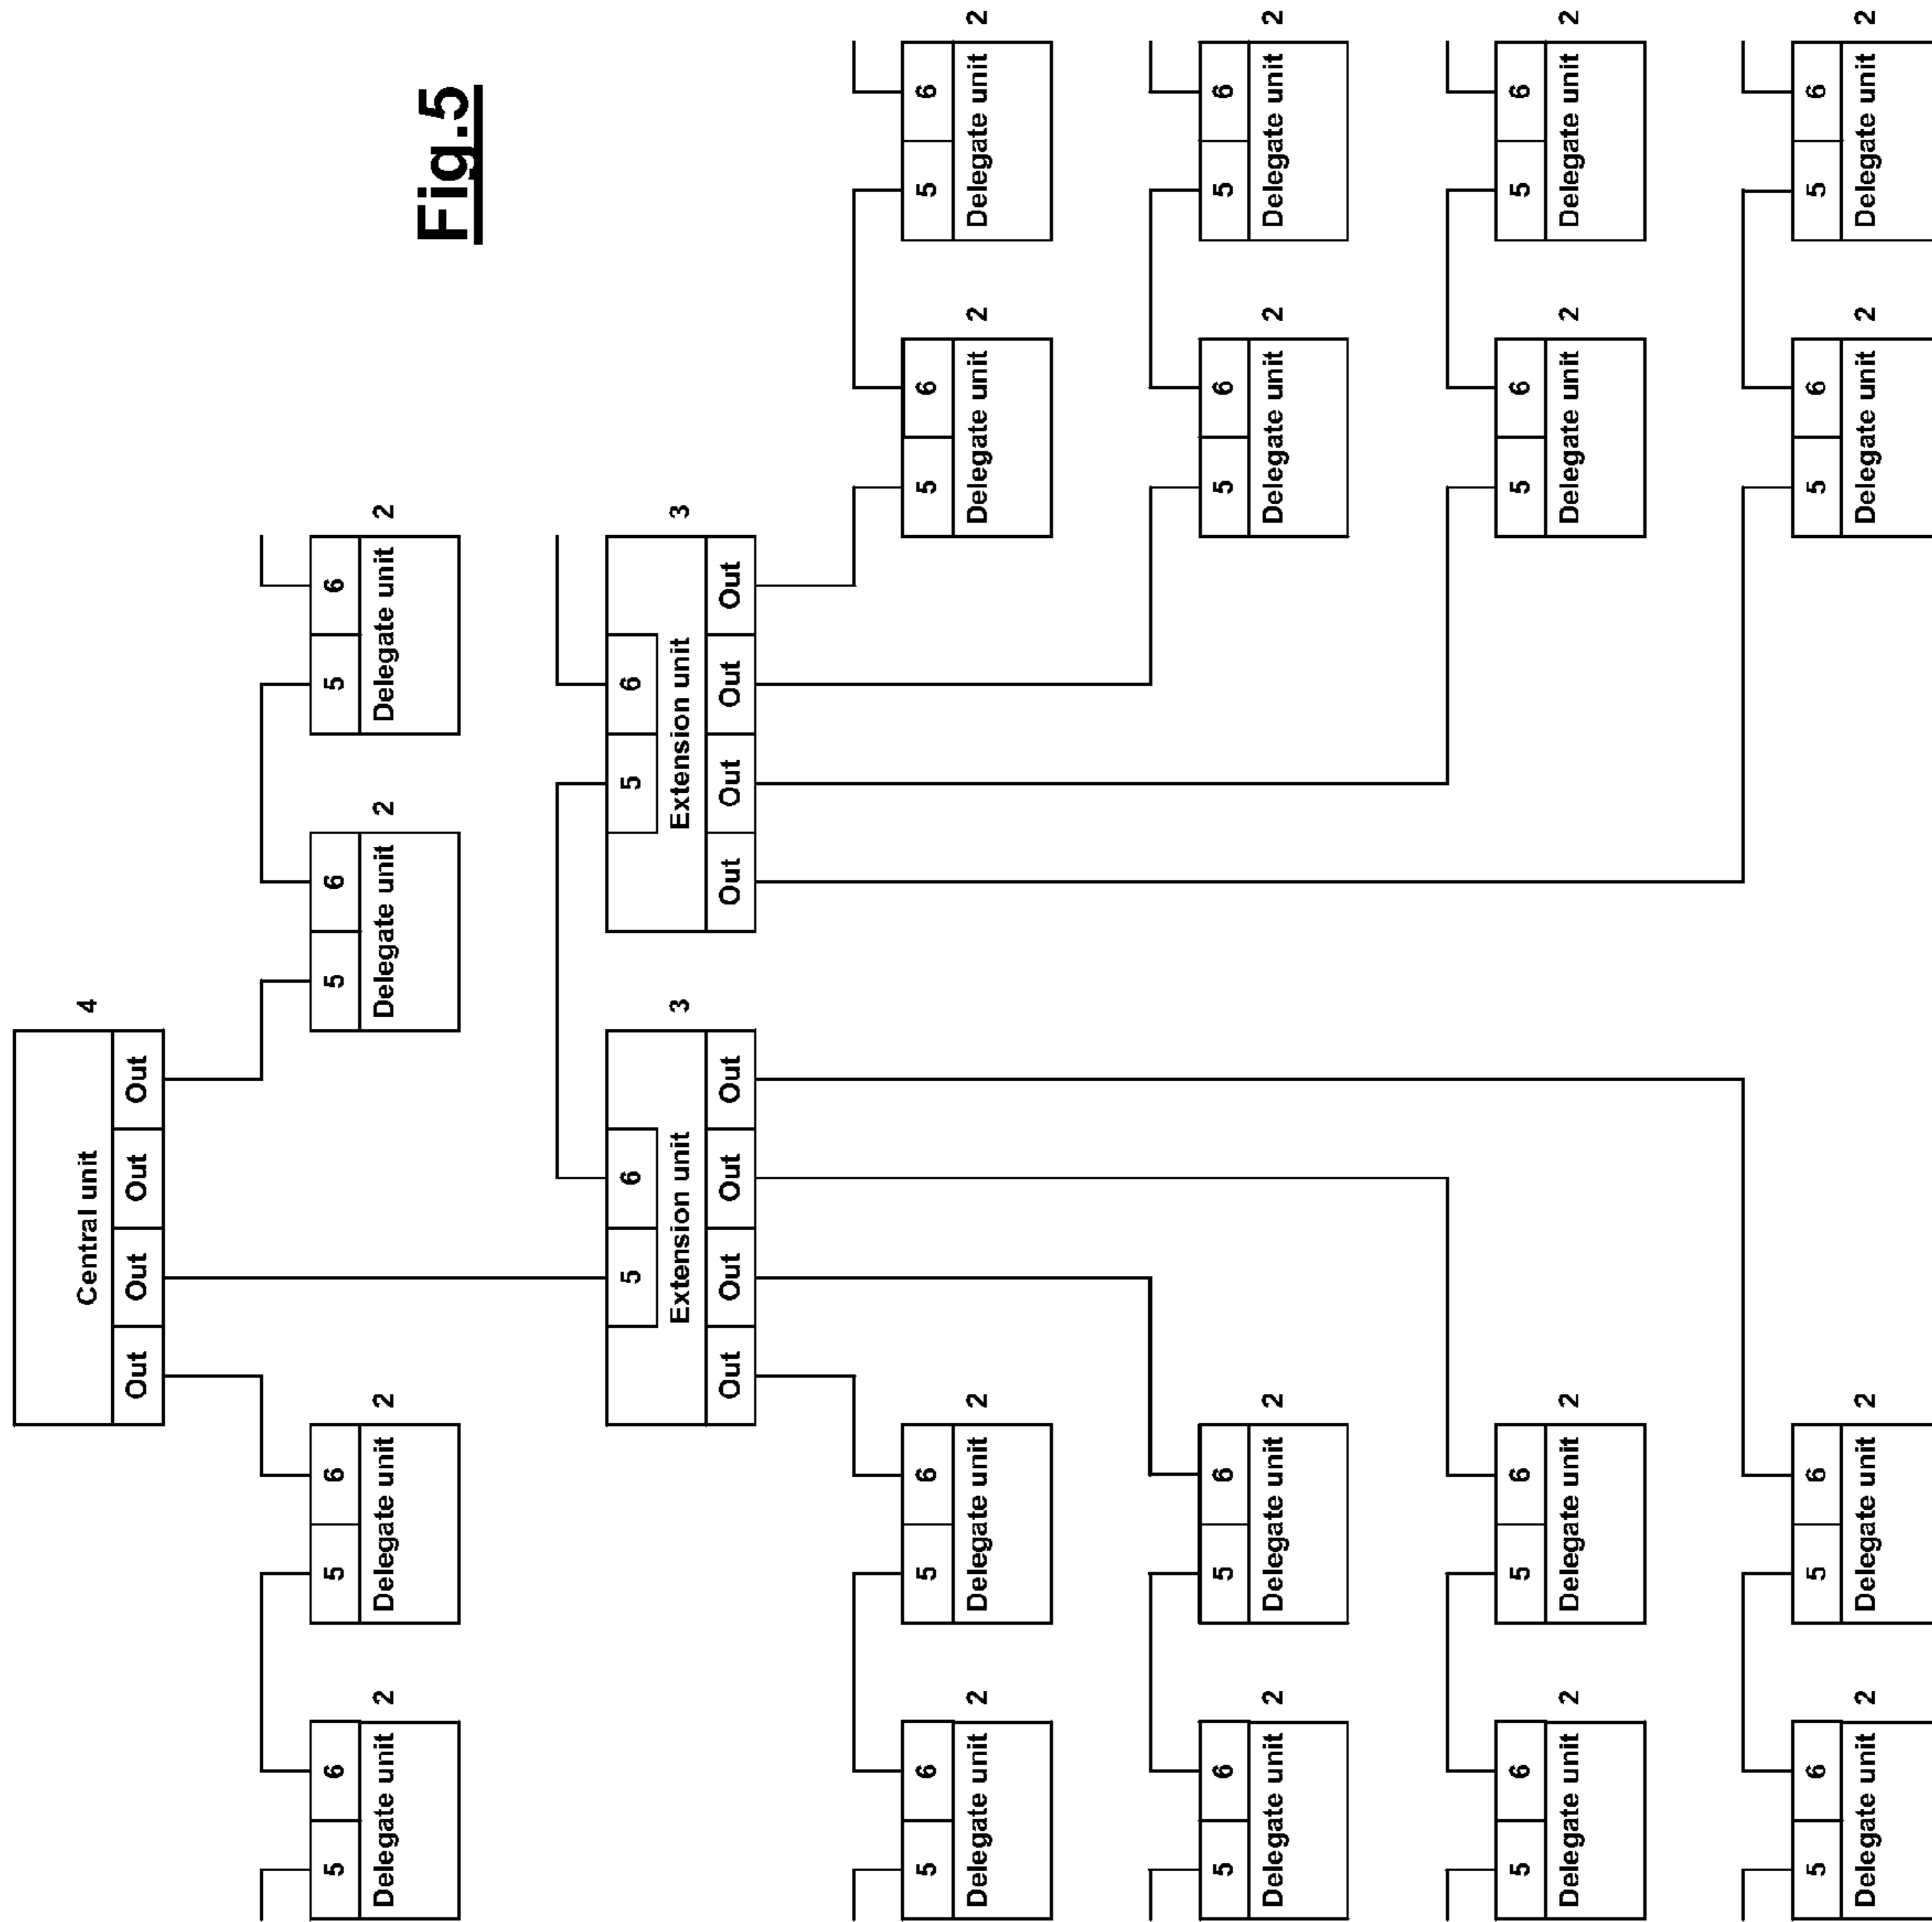 Central unit 4
Out Out Out Out
5 6 5 6 5 6 5 6
Delegate unit 2 Delegate unit 2 Delegate unit 2 Delegate unit 2
Fig.5
5 6 5 6
Extension unit 3 Extension unit 3
Out Out Out Out Out Out Out Out
5 6 5 6 5 6 5 6
Delegate unit 2 Delegate unit 2 Delegate unit 2 Delegate unit 2
5 6 5 6 5 6 5 6
Delegate unit 2 Delegate unit 2 Delegate unit 2 Delegate unit 2
5 6 5 6 5 6 5 6
Delegate unit 2 Delegate unit 2 Delegate unit 2 Delegate unit 2
5 6 5 6 5 6 5 6
Delegate unit 2 Delegate unit 2 Delegate unit 2 Delegate unit 2